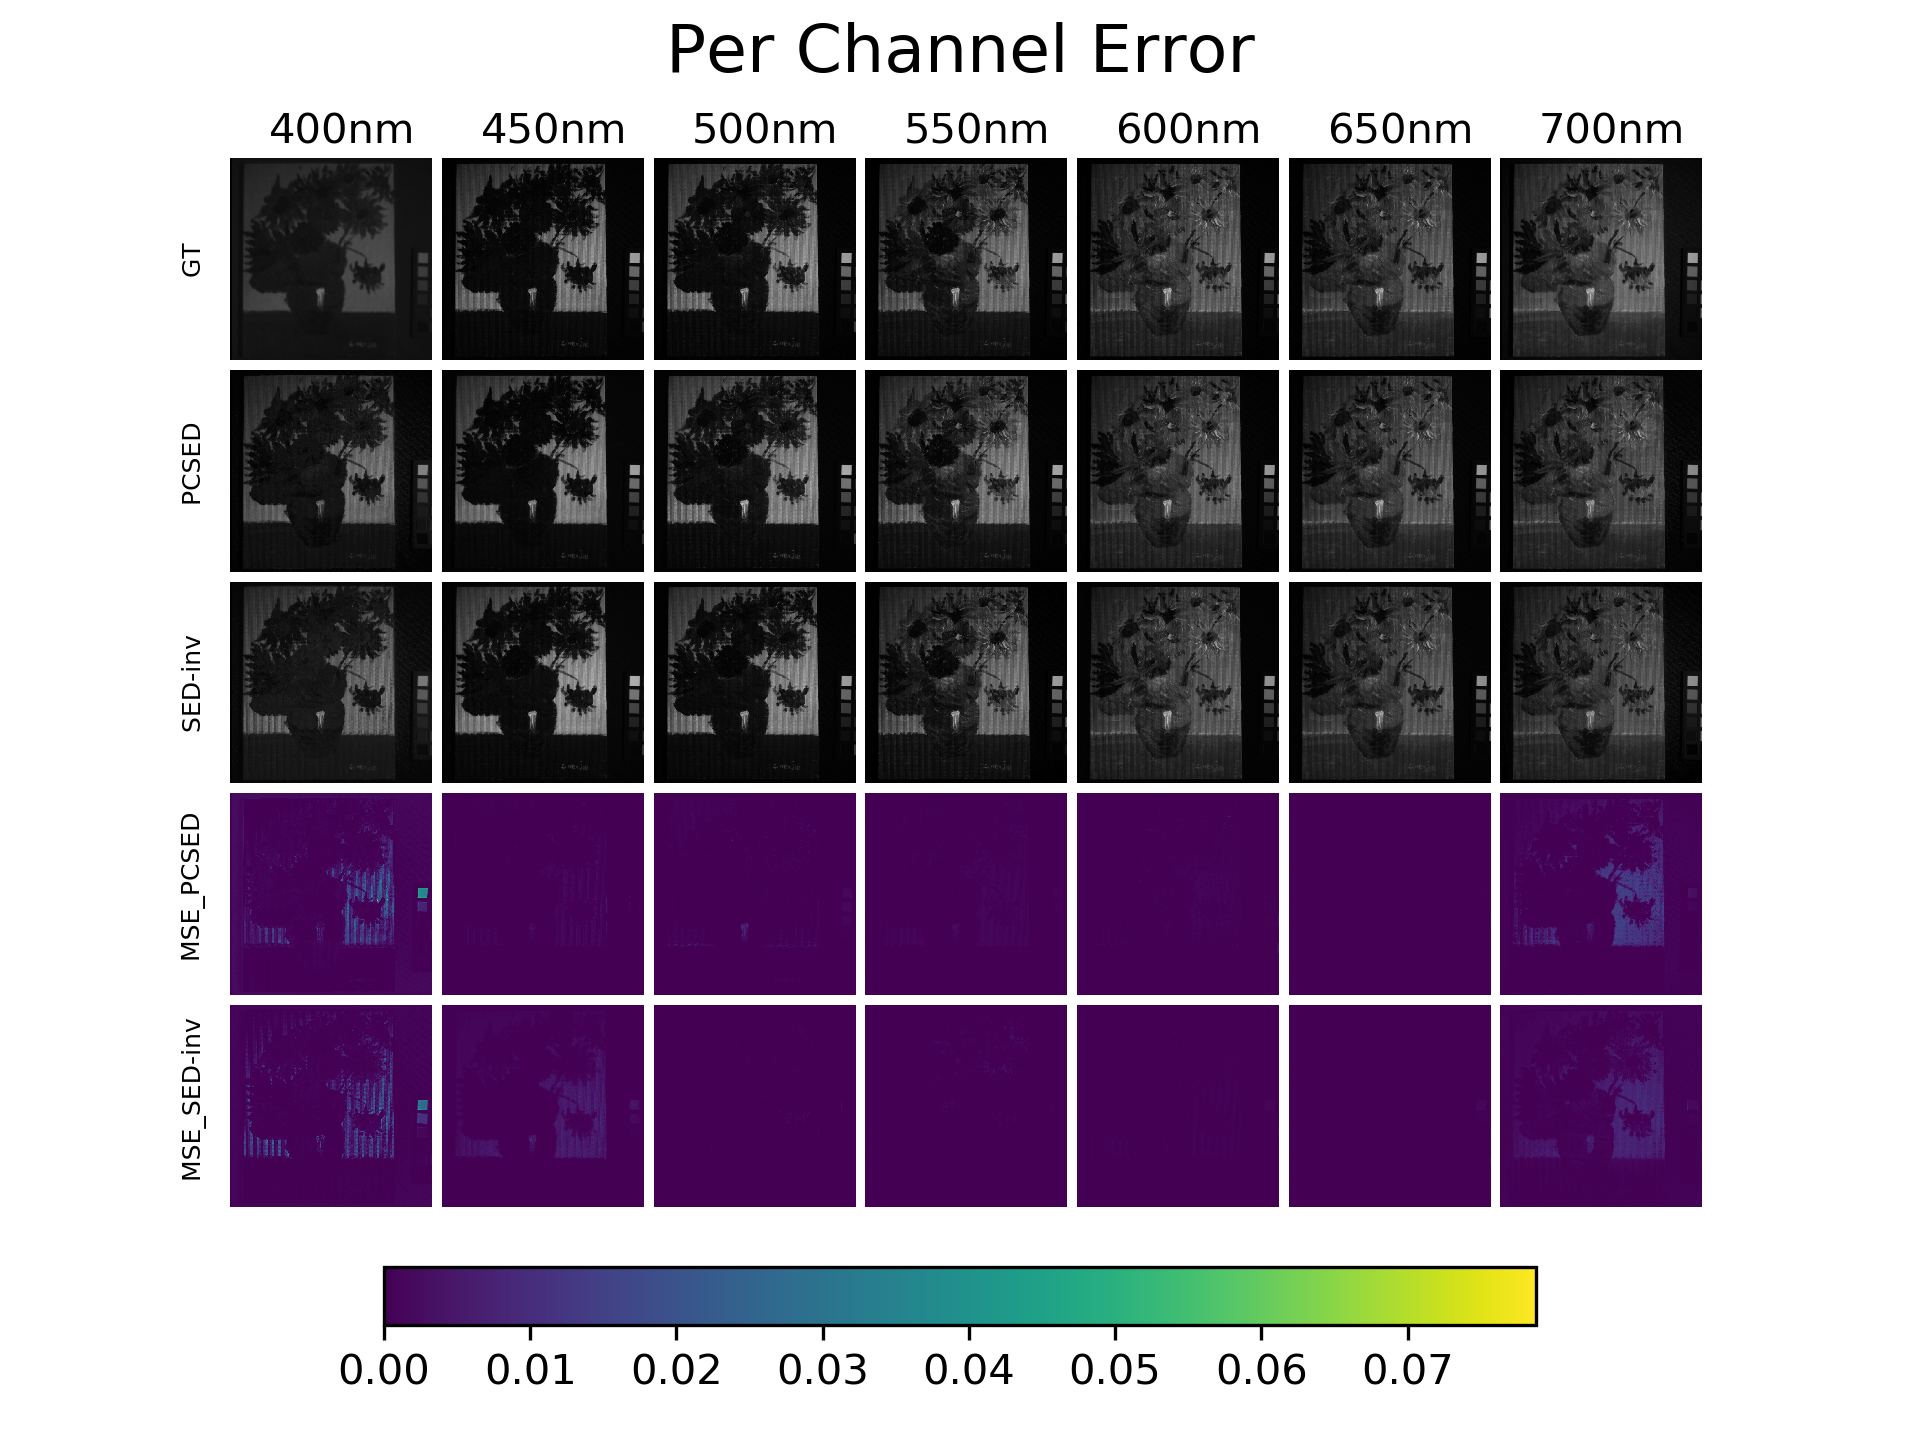 Per Channel Error
400nm 450nm 500nm 550nm 600nm 650nm 700nm
GT
PCSED
SED-inv
MSE_PCSED
MSE_SED-inv
0.00 0.01 0.02 0.03 0.04 0.05 0.06 0.07